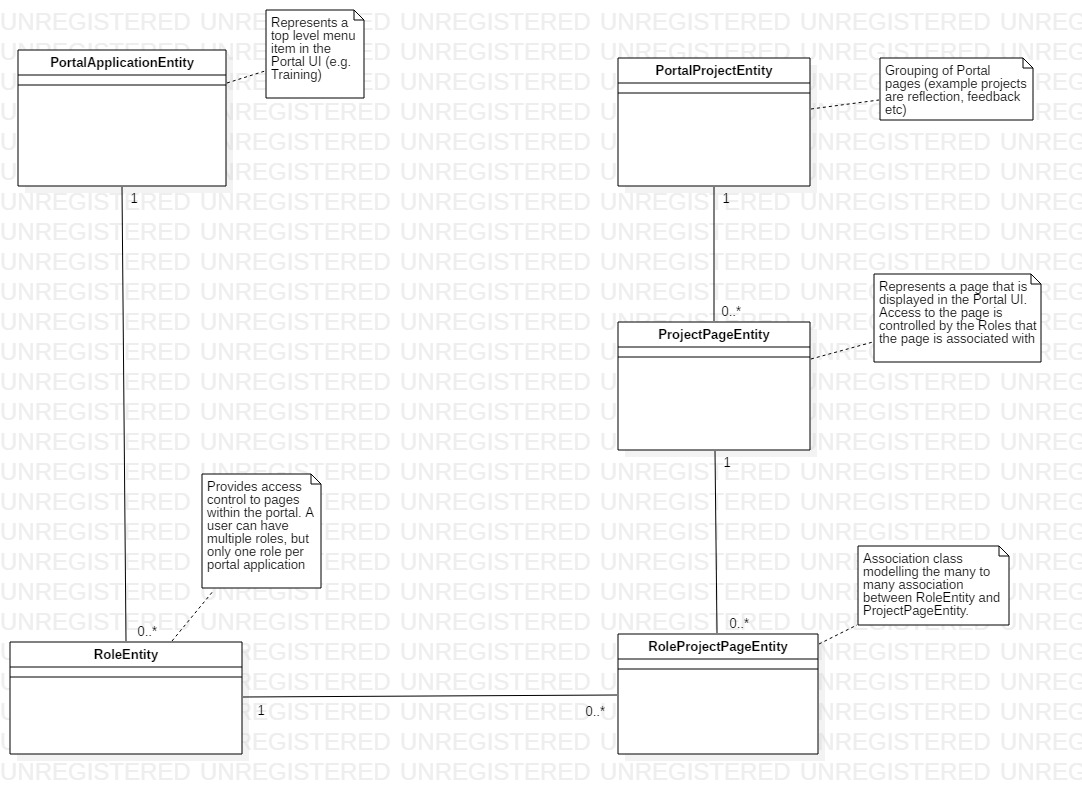 Represents a
top level menu
item in the
Portal UI (e.g.
Training)
PortalApplicationEntity
PortalProjectEntity
Grouping of Portal
pages (example projects
are reflection, feedback
etc)
1
1
Represents a page that is
displayed in the Portal UI.
Access to the page is
controlled by the Roles that
the page is associated with
0..*
ProjectPageEntity
1
Provides access
control to pages
within the portal. A
user can have
multiple roles, but
only one role per
portal application
Association class
modelling the many to
many association
between RoleEntity and
ProjectPageEntity.
0..*
0..*
RoleEntity
RoleProjectPageEntity
1
0..*
UNREGISTERED